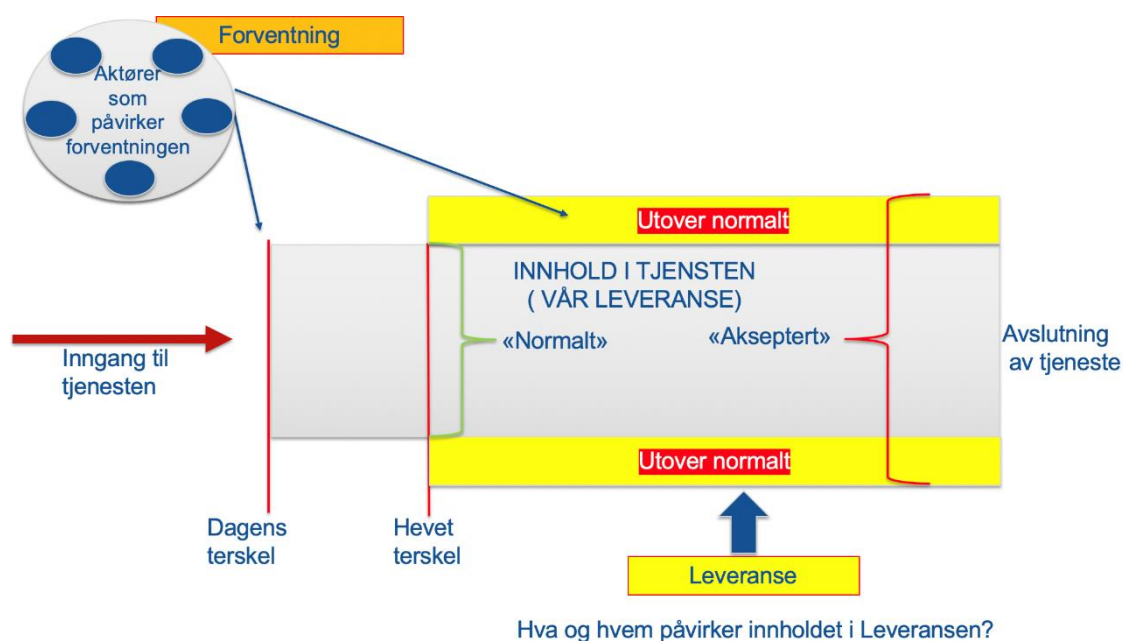 Forventning
Aktører
som
påvirker
forventningen
Utover normalt
INNHOLD I TJENSTEN
( VÅR LEVERANSE)
«Normalt»
«Akseptert»
Avslutning
av tjeneste
Inngang til
tjenesten
Utover normalt
Dagens
terskel
Hevet
terskel
Leveranse
Hva og hvem påvirker innholdet i Leveransen?